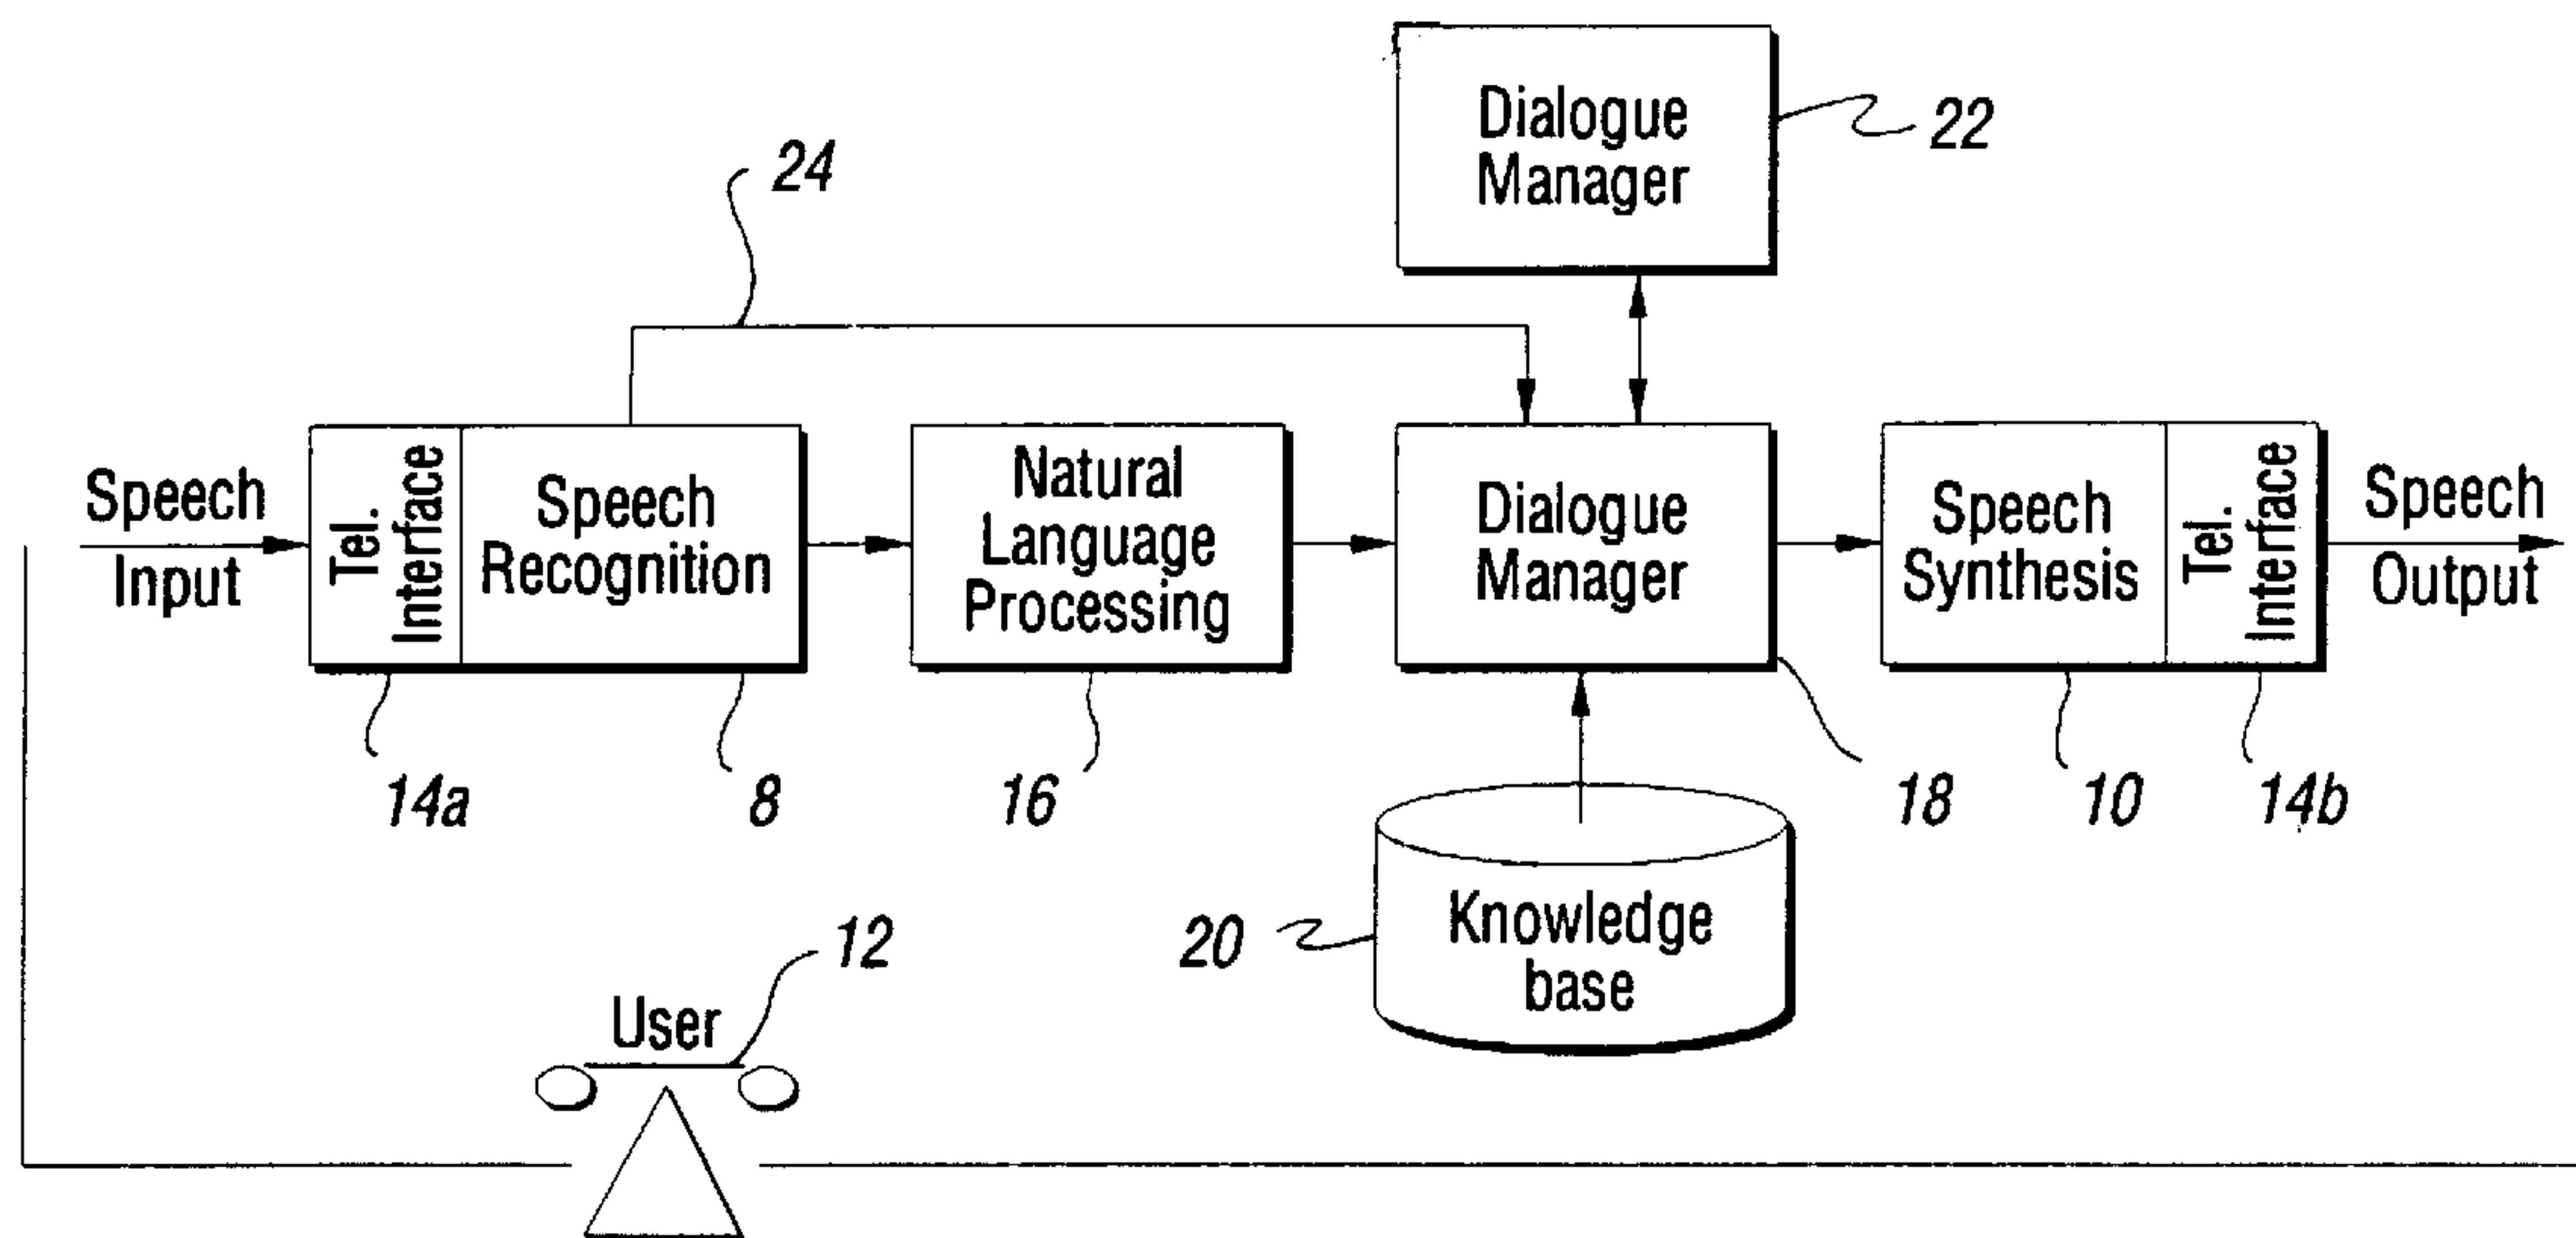 Dialogue
Manager
22
24
Speech
Input
Tel.
Interface
Speech
Recognition
Natural
Language
Processing
Dialogue
Manager
Speech
Synthesis
Tel.
Interface
Speech
Output
14a
8
16
18
10
14b
20
Knowledge
base
12
User